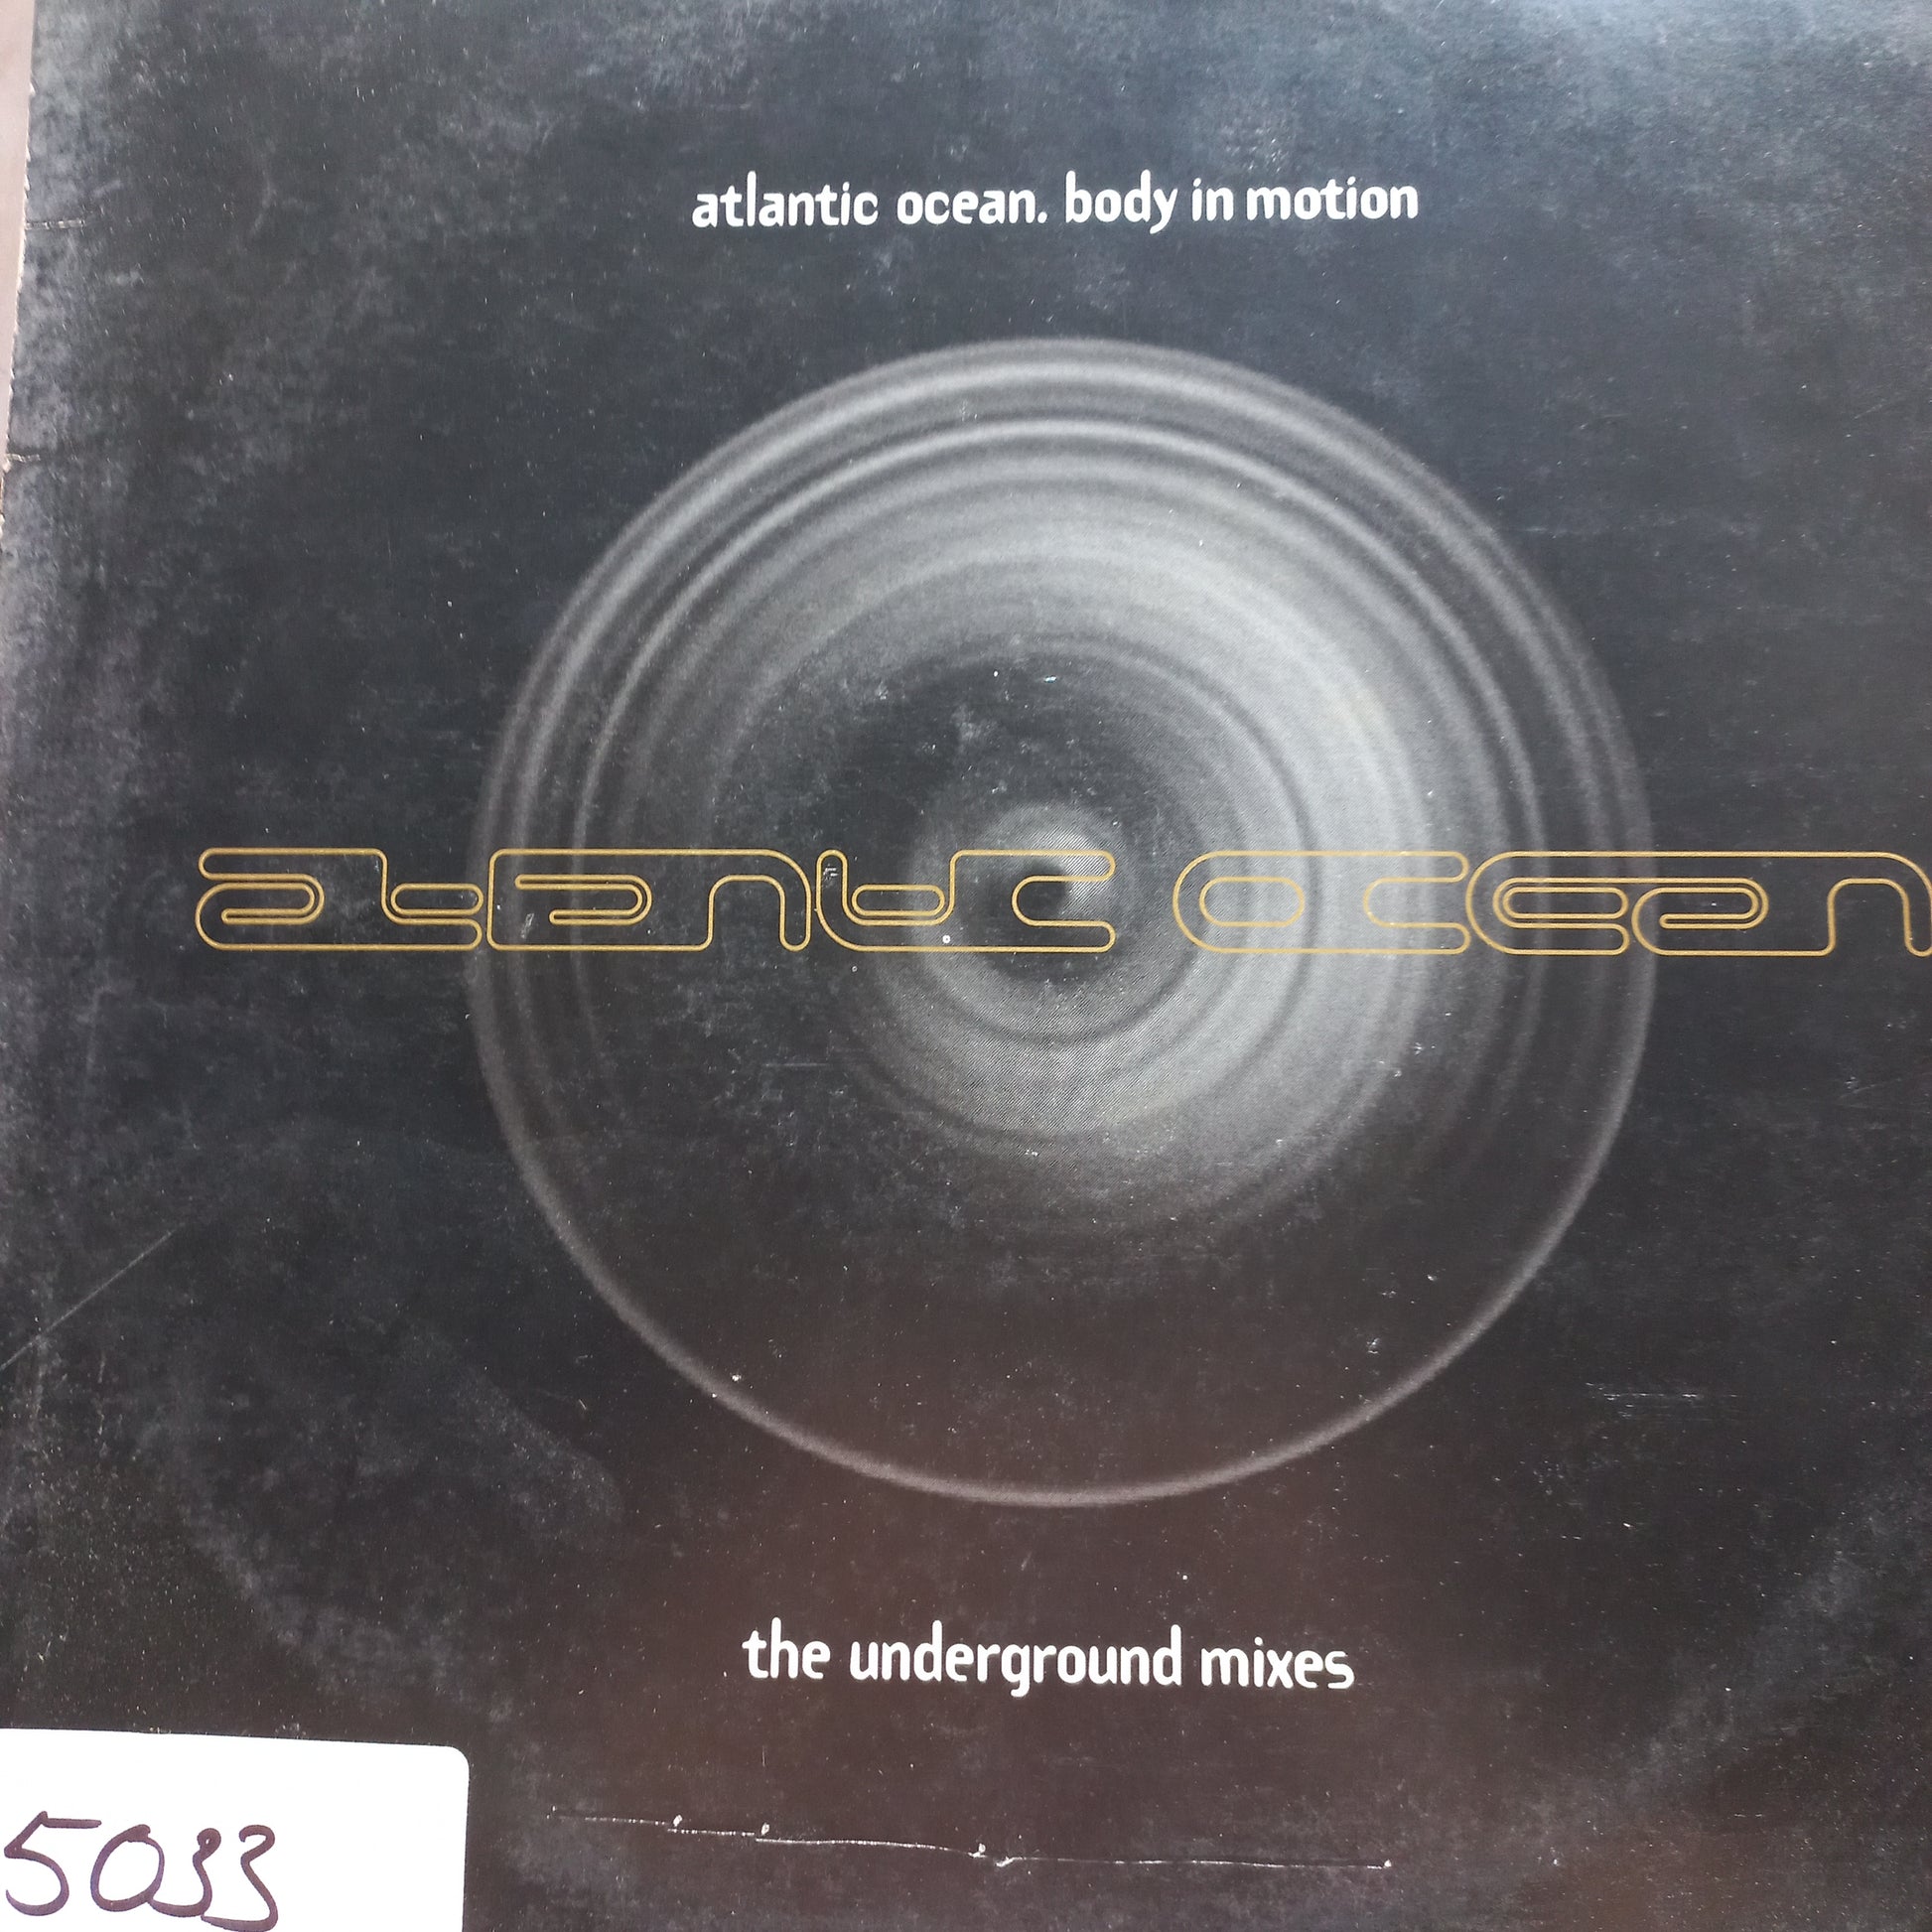 atlantic ocean. body in motion
atlantic ocean
the underground mixes
5033